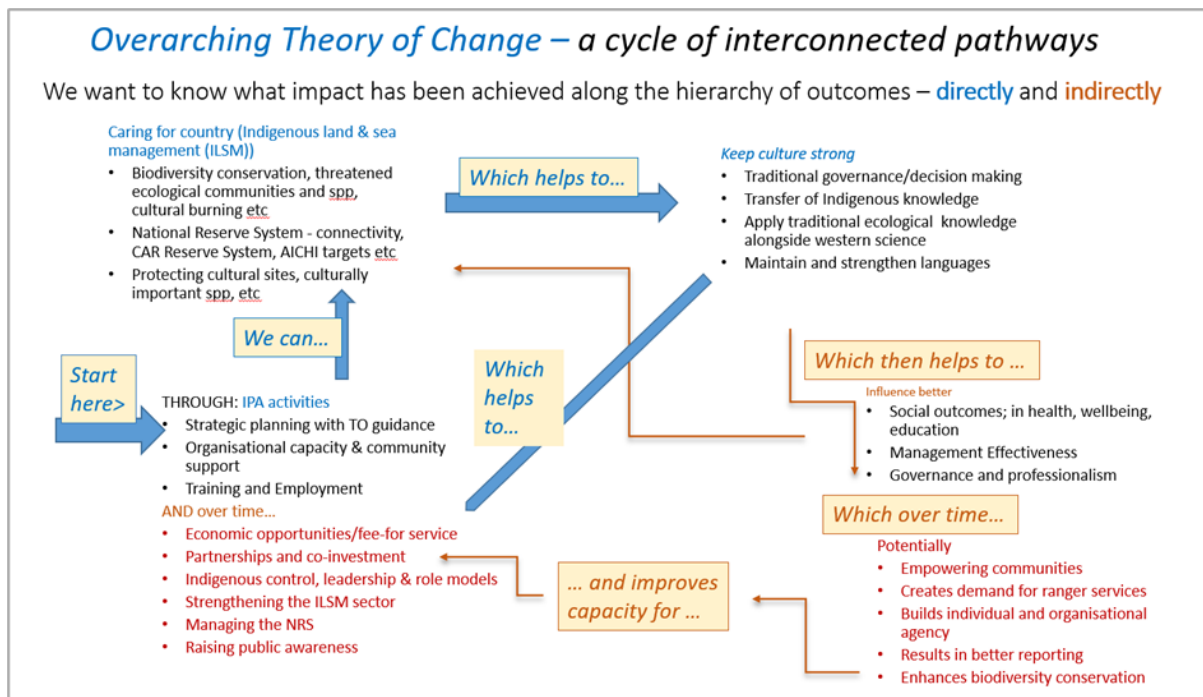 Overarching Theory of Change – a cycle of interconnected pathways
We want to know what impact has been achieved along the hierarchy of outcomes – directly and indirectly
Caring for country (Indigenous land & sea
management (ILSM))
• Biodiversity conservation, threatened
ecological communities and spp,
cultural burning etc
• National Reserve System - connectivity,
CAR Reserve System, AICHI targets etc
• Protecting cultural sites, culturally
important spp, etc
Which helps to...
Keep culture strong
• Traditional governance/decision making
• Transfer of Indigenous knowledge
• Apply traditional ecological knowledge
alongside western science
• Maintain and strengthen languages
We can...
Start
here>
Which
helps
to...
Which then helps to ...
Influence better
• Social outcomes; in health, wellbeing,
education
• Management Effectiveness
• Governance and professionalism
THROUGH: IPA activities
• Strategic planning with TO guidance
• Organisational capacity & community
support
• Training and Employment
AND over time...
• Economic opportunities/fee-for service
• Partnerships and co-investment
• Indigenous control, leadership & role models
• Strengthening the ILSM sector
• Managing the NRS
• Raising public awareness
Which over time...
Potentially
• Empowering communities
• Creates demand for ranger services
• Builds individual and organisational
agency
• Results in better reporting
• Enhances biodiversity conservation
... and improves
capacity for ...